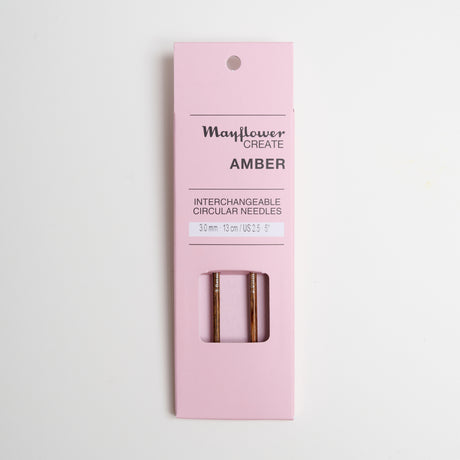 Mayflower
CREATE
AMBER
INTERCHANGEABLE
CIRCULAR NEEDLES
3.0 mm · 13 cm / US 2.5 · 5"